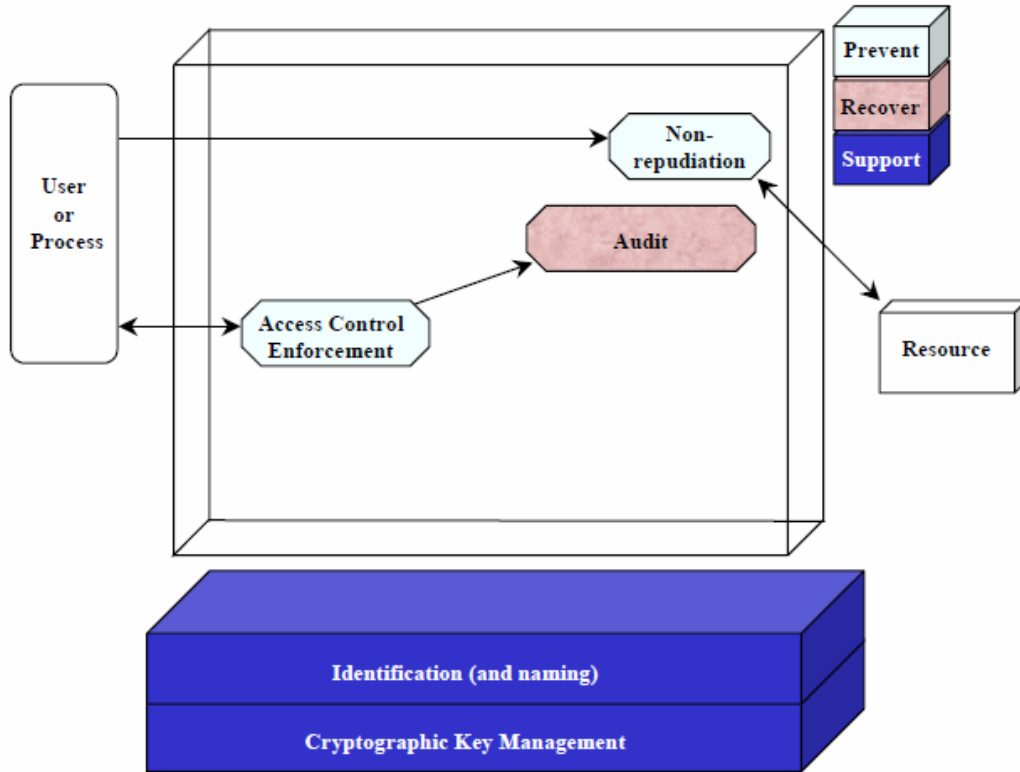 Prevent
Recover
Support
User
or
Process
Non-
repudiation
Audit
Access Control
Enforcement
Resource
Identification (and naming)
Cryptographic Key Management